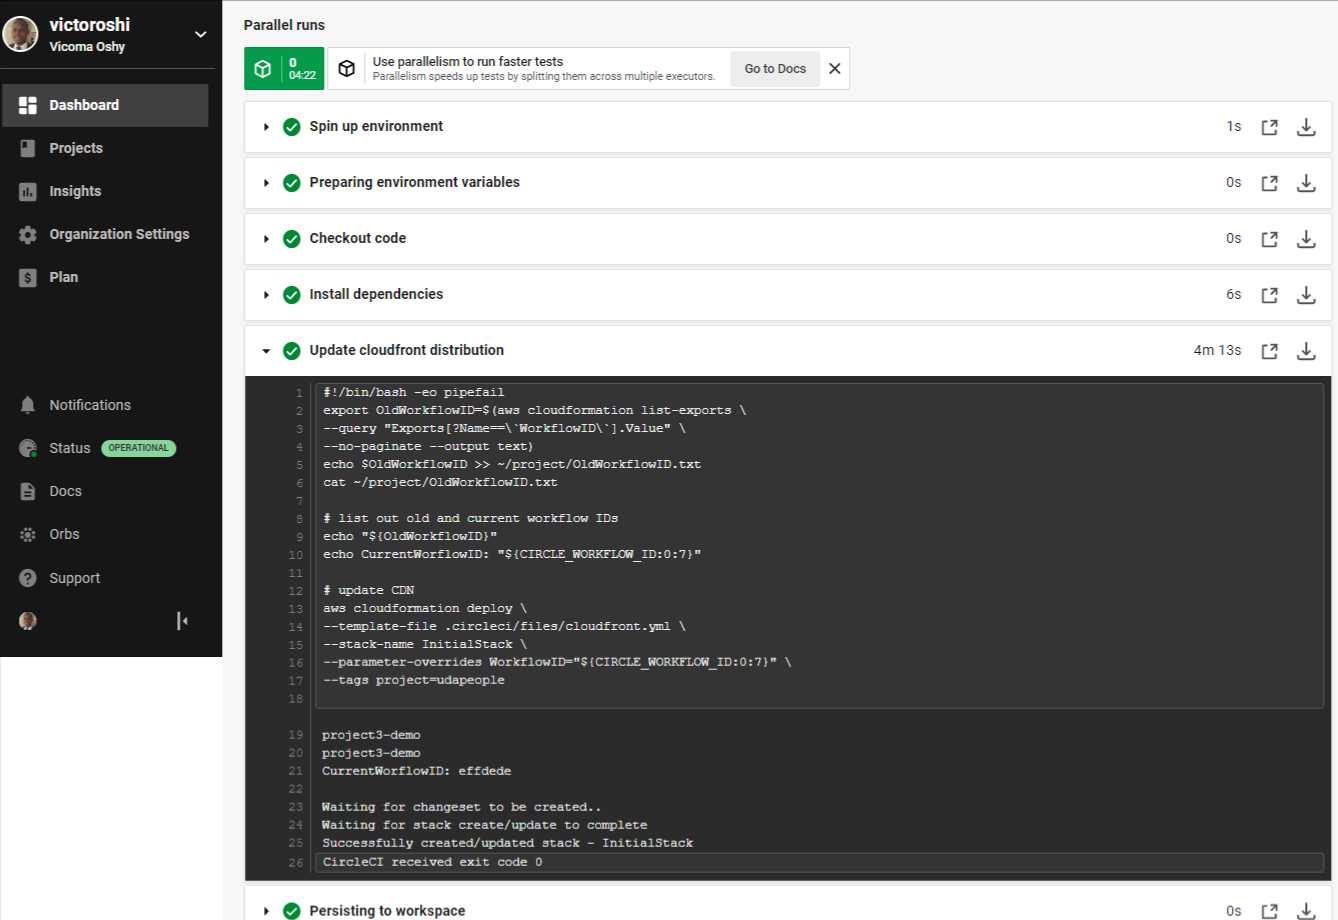 victoroshi
Vicoma Oshy
Dashboard
Projects
Insights
Organization Settings
Plan
Notifications
Status OPERATIONAL
Docs
Orbs
Support
Parallel runs
0
04:22
Use parallelism to run faster tests
Parallelism speeds up tests by splitting them across multiple executors.
Go to Docs
Spin up environment 1s
Preparing environment variables 0s
Checkout code 0s
Install dependencies 6s
Update cloudfront distribution 4m 13s
1 #!/bin/bash -eo pipefail
2 export OldWorkflowID=$(aws cloudformation list-exports \
3 --query "Exports[?Name==\`WorkflowID\`].Value" \
4 --no-paginate --output text)
5 echo $OldWorkflowID >> ~/project/OldWorkflowID.txt
6 cat ~/project/OldWorkflowID.txt
7
8 # list out old and current workflow IDs
9 echo "${OldWorkflowID}"
10 echo CurrentWorflowID: "${CIRCLE_WORKFLOW_ID:0:7}"
11
12 # update CDN
13 aws cloudformation deploy \
14 --template-file .circleci/files/cloudfront.yml \
15 --stack-name InitialStack \
16 --parameter-overrides WorkflowID="${CIRCLE_WORKFLOW_ID:0:7}" \
17 --tags project=udapeople
18
19 project3-demo
20 project3-demo
21 CurrentWorflowID: effdede
22
23 Waiting for changeset to be created..
24 Waiting for stack create/update to complete
25 Successfully created/updated stack - InitialStack
26 CircleCI received exit code 0
Persisting to workspace 0s